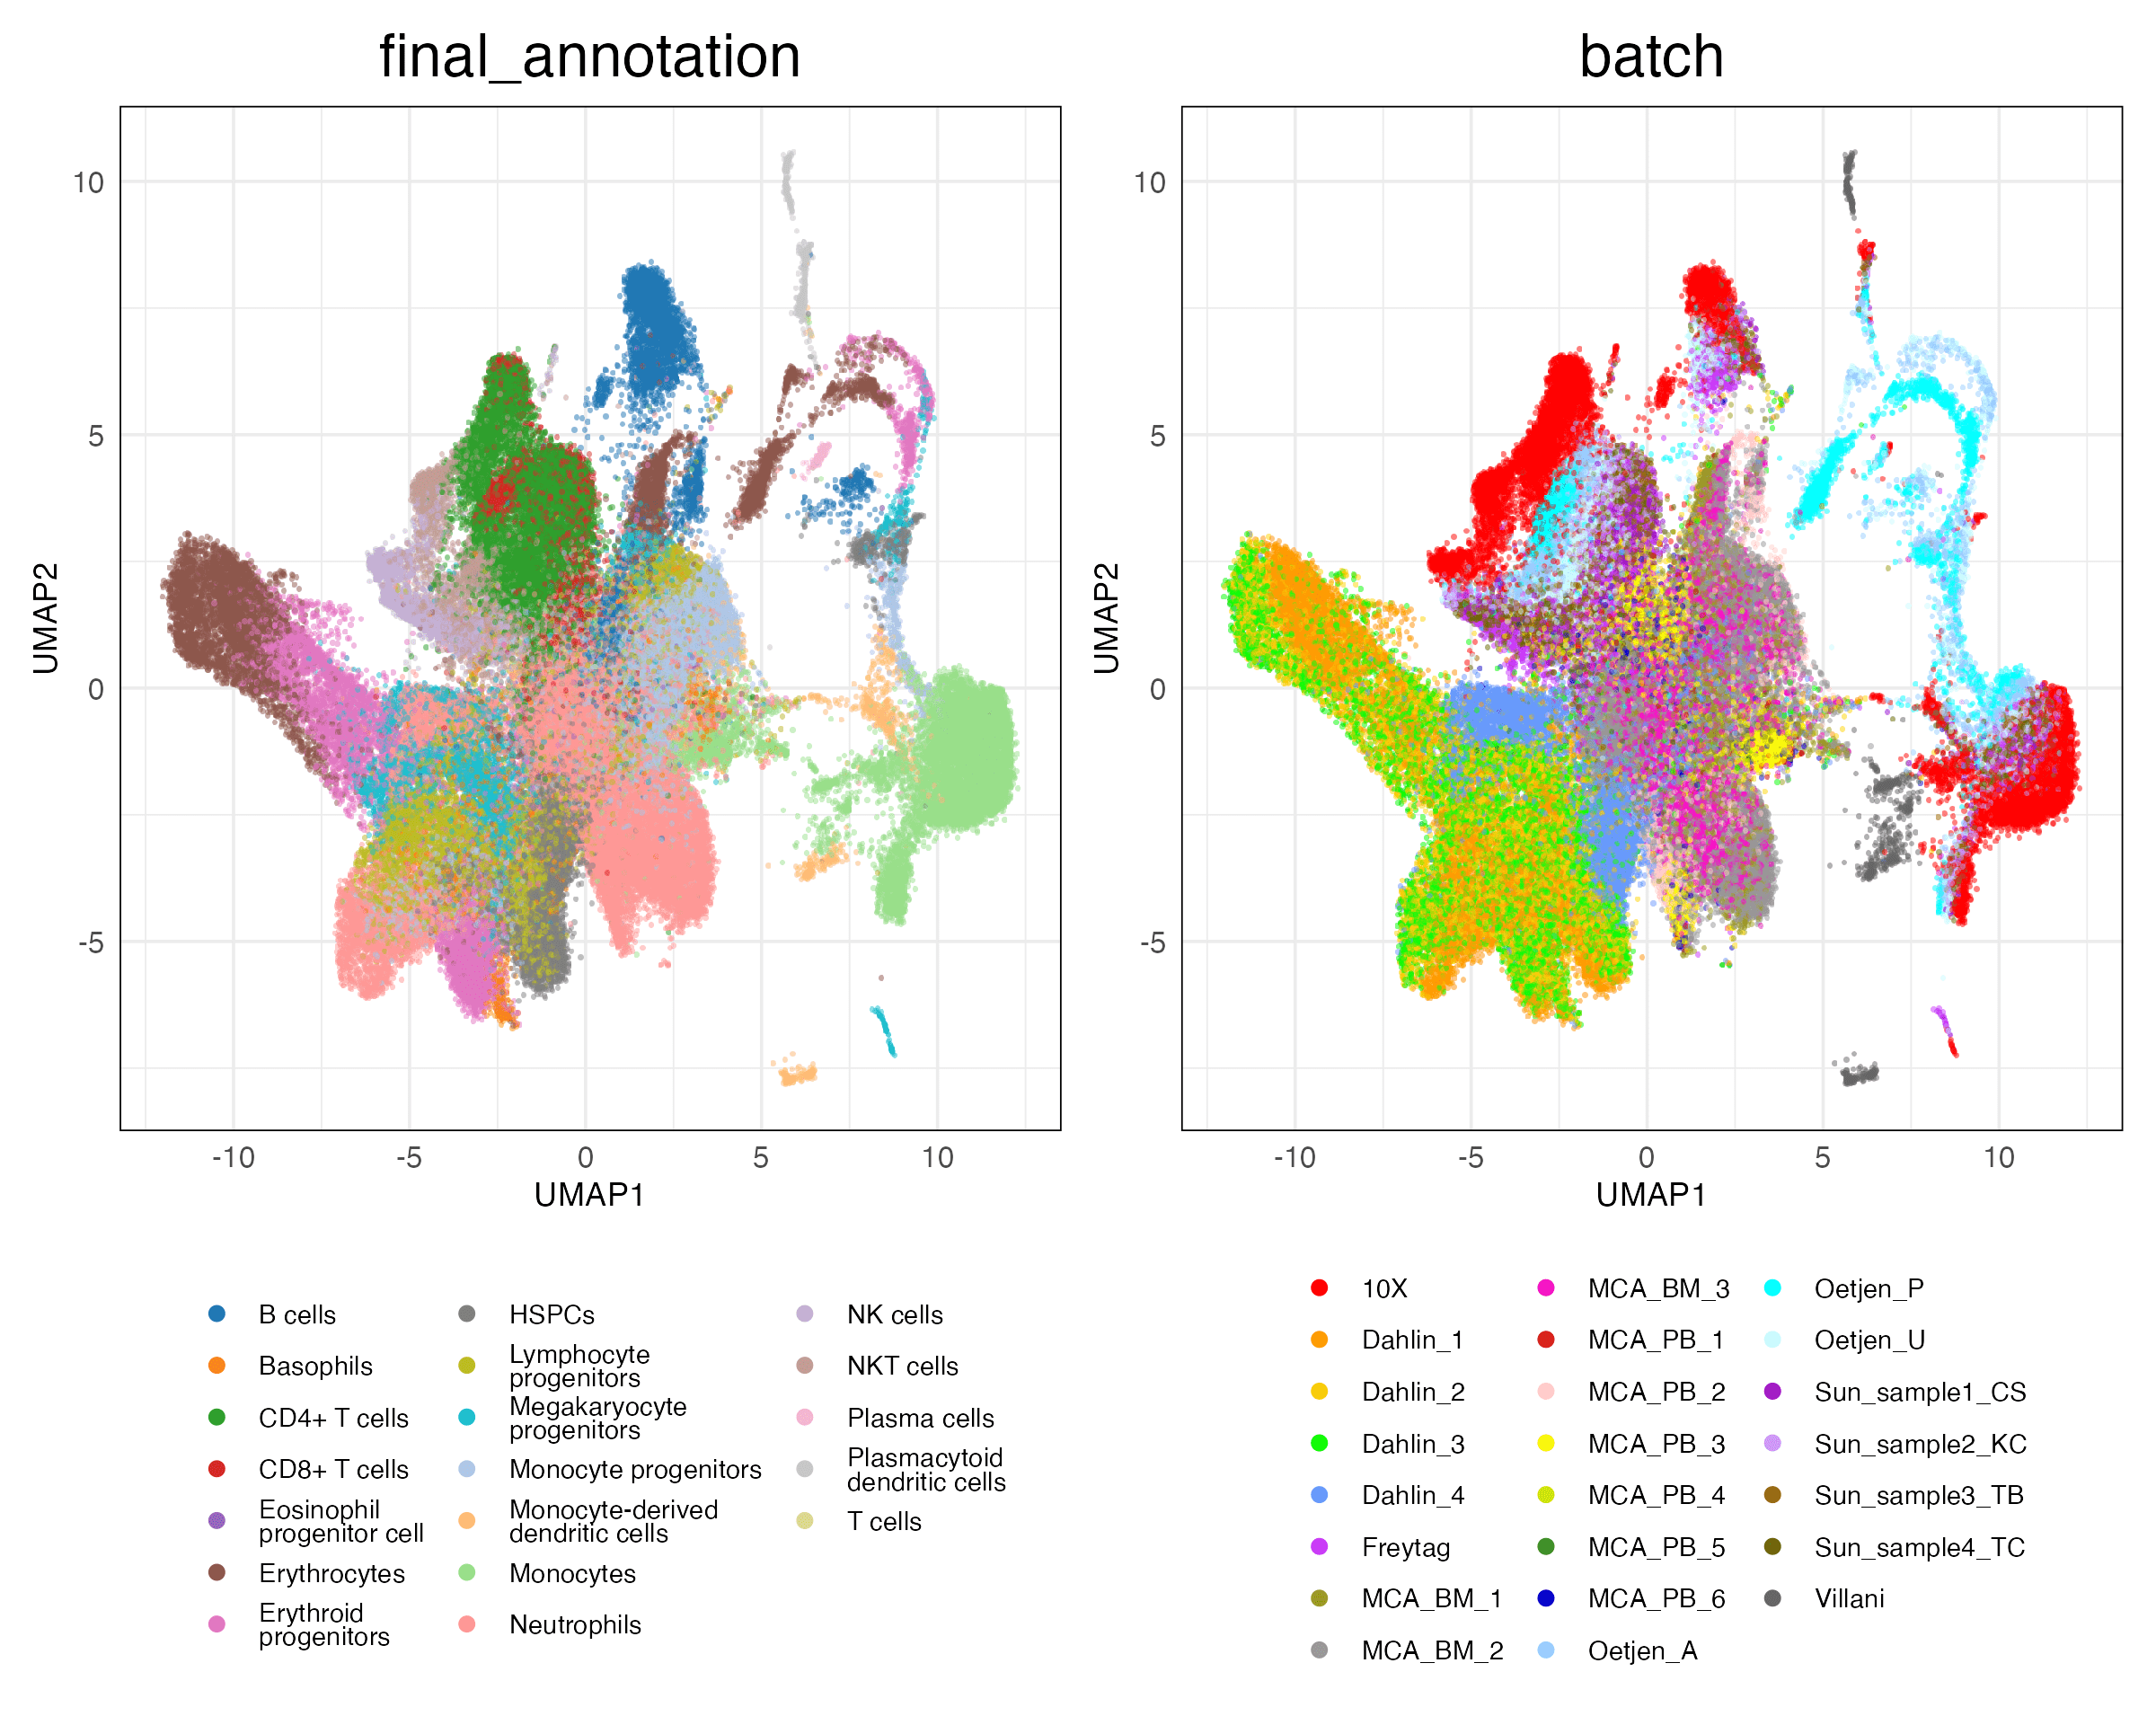 final_annotation
batch
10
5
0
-5
-10
-5
0
5
10
UMAP1
UMAP2
10
5
0
-5
-10
-5
0
5
10
UMAP1
UMAP2
B cells
Basophils
CD4+ T cells
CD8+ T cells
Eosinophil
progenitor cell
Erythrocytes
Erythroid
progenitors
HSPCs
Lymphocyte
progenitors
Megakaryocyte
progenitors
Monocyte progenitors
Monocyte-derived
dendritic cells
Monocytes
Neutrophils
NK cells
NKT cells
Plasma cells
Plasmacytoid
dendritic cells
T cells
10X
Dahlin_1
Dahlin_2
Dahlin_3
Dahlin_4
Freytag
MCA_BM_1
MCA_BM_2
MCA_BM_3
MCA_PB_1
MCA_PB_2
MCA_PB_3
MCA_PB_4
MCA_PB_5
MCA_PB_6
Oetjen_A
Oetjen_P
Oetjen_U
Sun_sample1_CS
Sun_sample2_KC
Sun_sample3_TB
Sun_sample4_TC
Villani